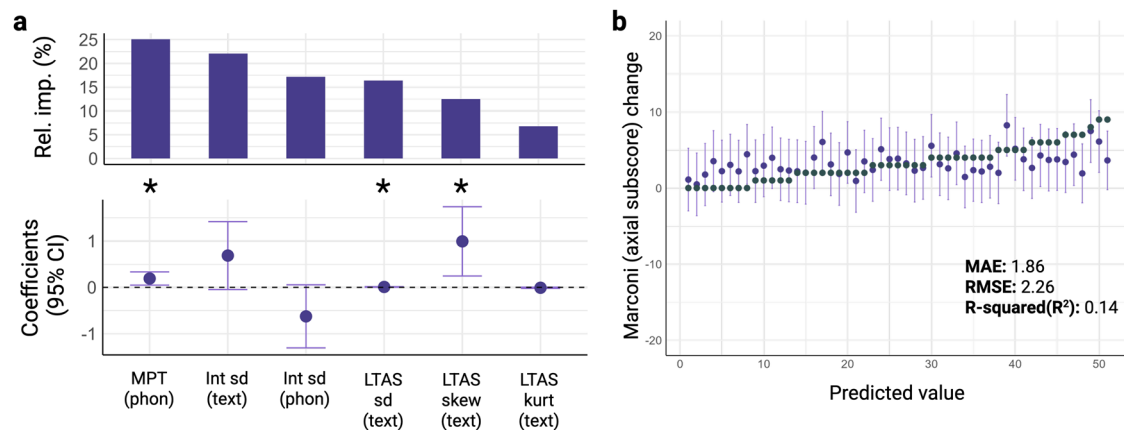 a
Rel. imp. (%)
25
20
15
10
5
0
* * *
Coefficients
(95% CI)
1
0
-1
MPT
(phon)
Int sd
(text)
Int sd
(phon)
LTAS
sd
(text)
LTAS
skew
(text)
LTAS
kurt
(text)
b
Marconi (axial subscore) change
20
10
0
-10
-20
MAE: 1.86
RMSE: 2.26
R-squared(R²): 0.14
0 10 20 30 40 50
Predicted value